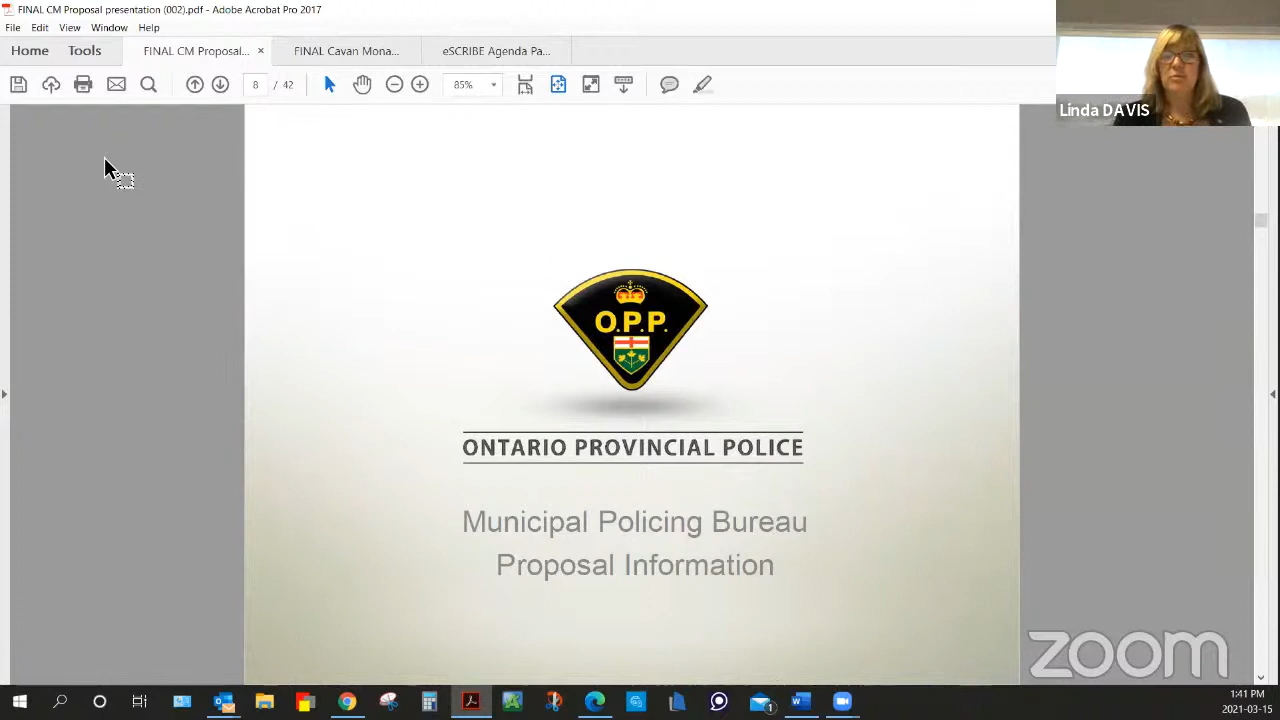 FINAL CM Proposal presentation (002).pdf - Adobe Acrobat Pro 2017
File Edit View Window Help
Home Tools FINAL CM Proposal... × FINAL Cavan Mona... eSCRIBE Agenda Pa...
8 / 42 85%
Linda DAVIS
O.P.P.
ONTARIO PROVINCIAL POLICE
Municipal Policing Bureau
Proposal Information
zoom
1:41 PM
2021-03-15